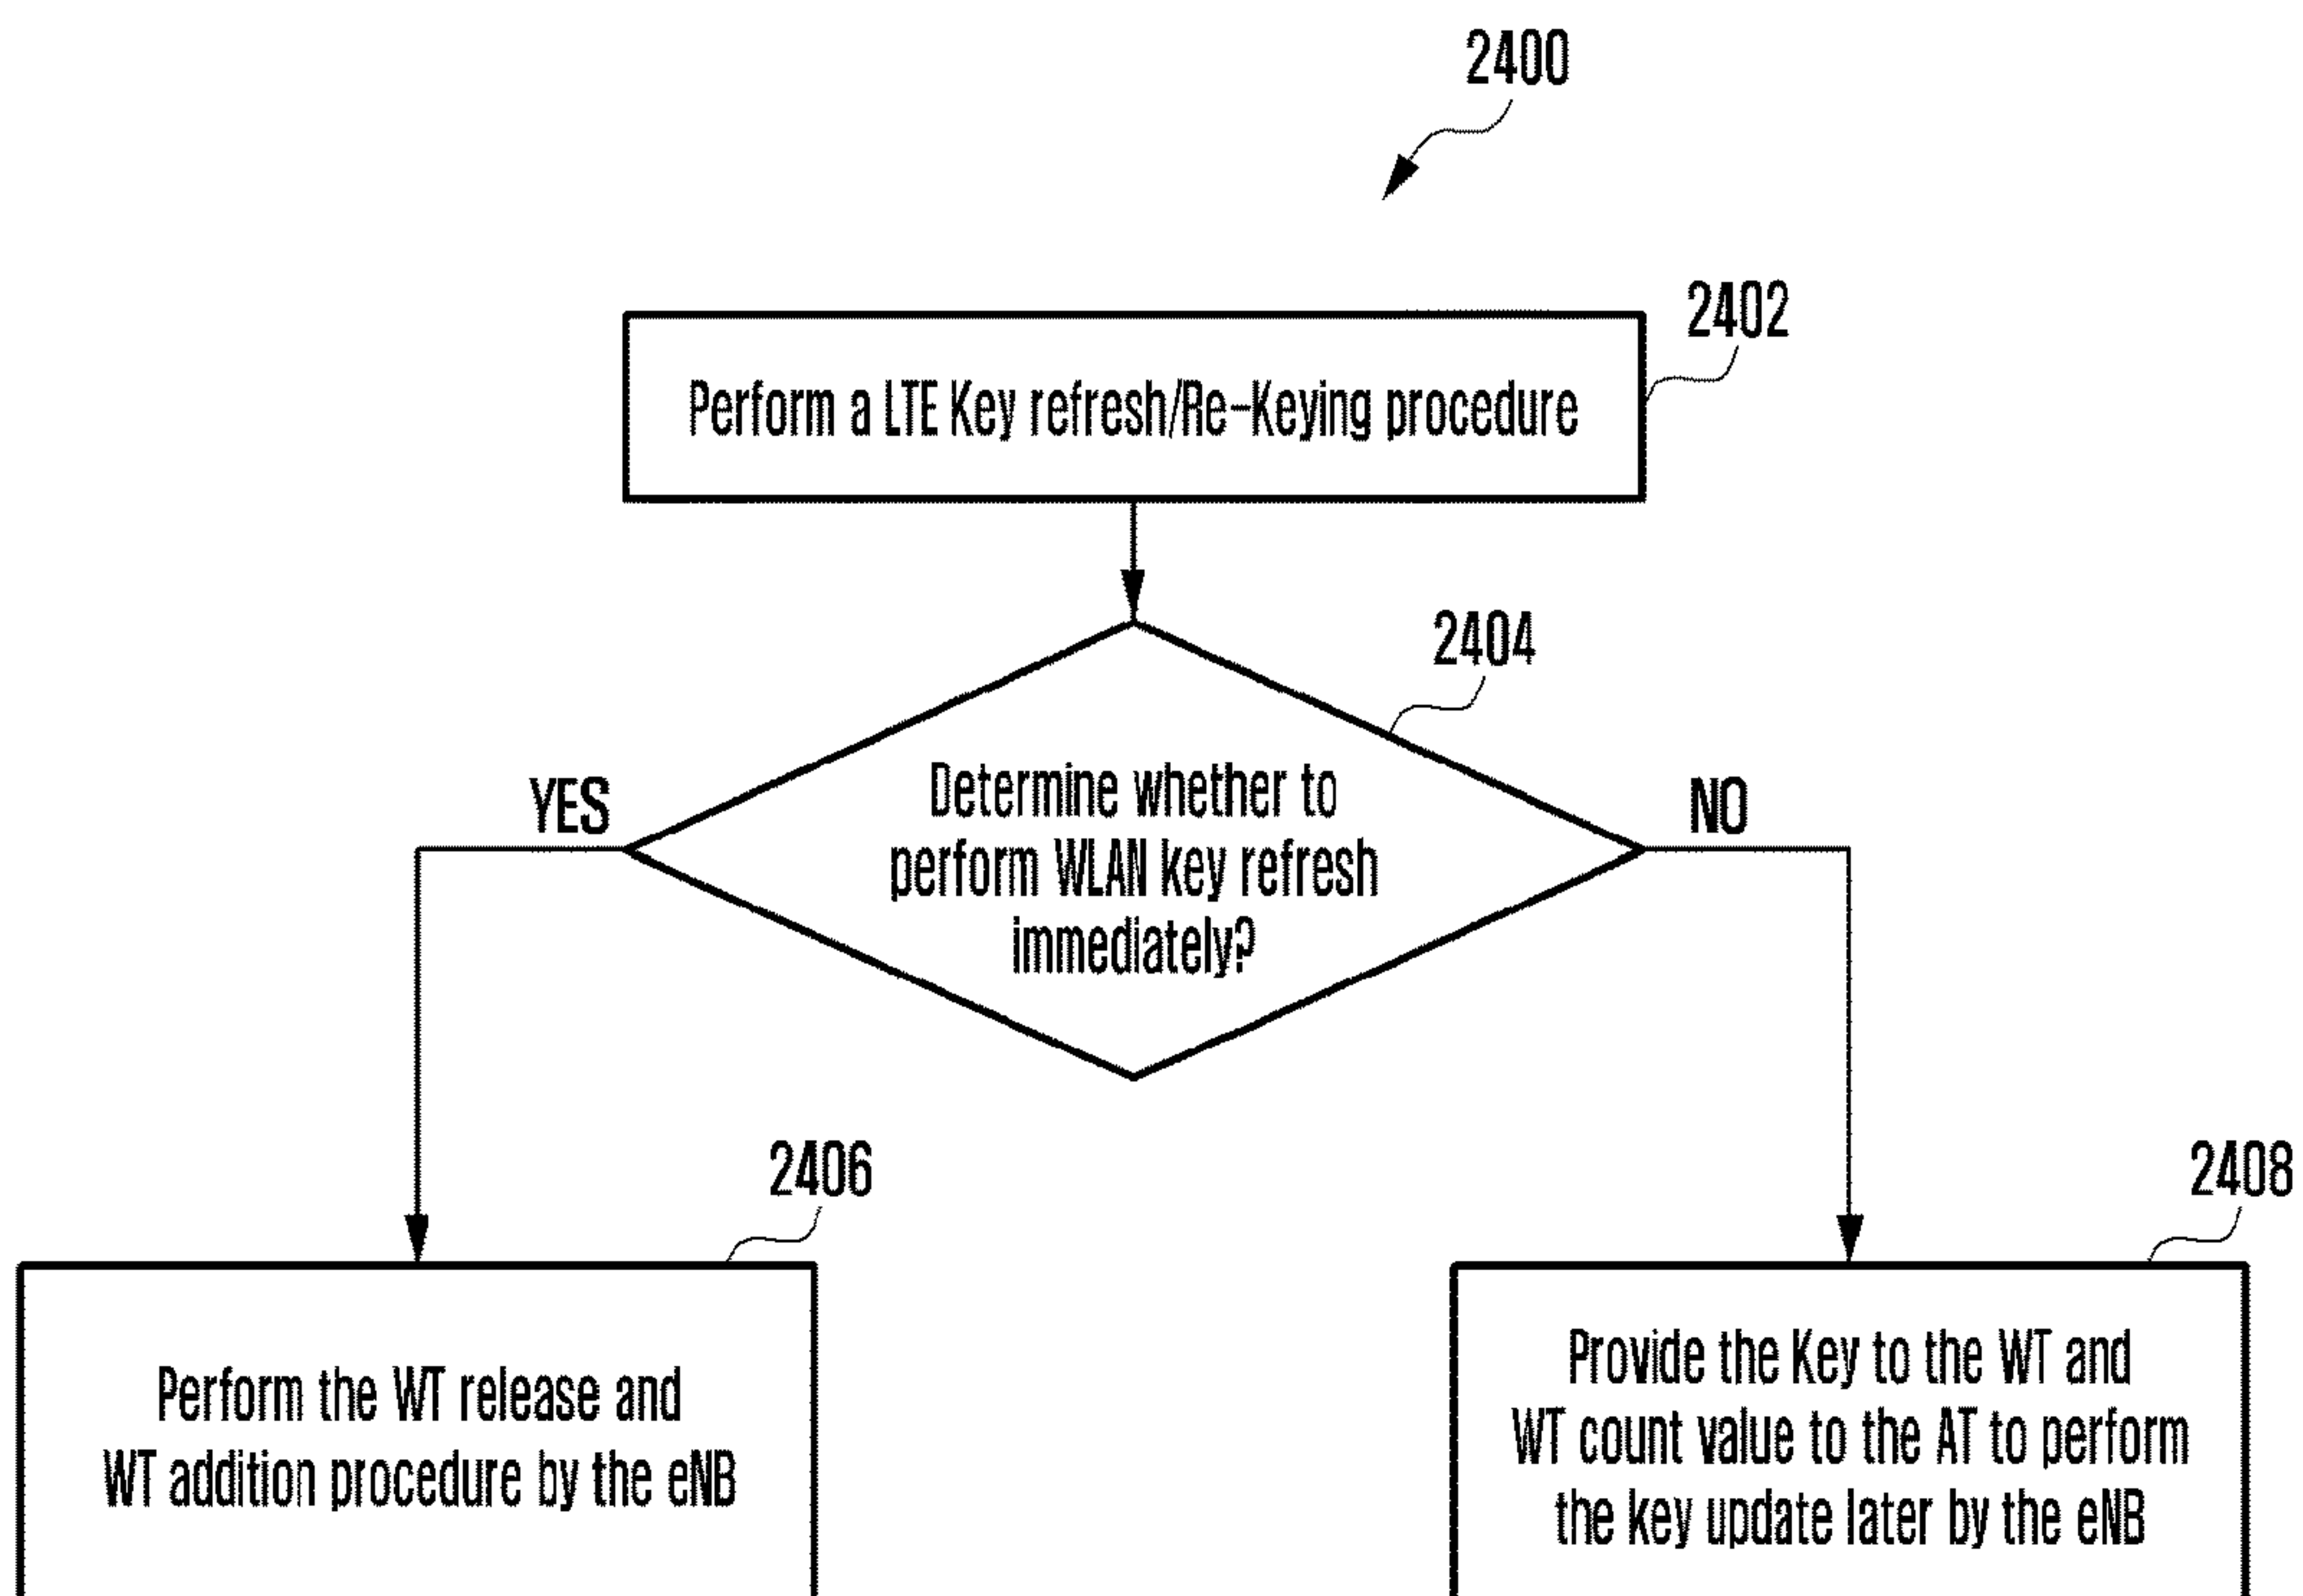 2400
2402
Perform a LTE Key refresh/Re-Keying procedure
2404
YES
NO
Determine whether to
perform WLAN key refresh
immediately?
2406
2408
Perform the WT release and
WT addition procedure by the eNB
Provide the Key to the WT and
WT count value to the AT to perform
the key update later by the eNB